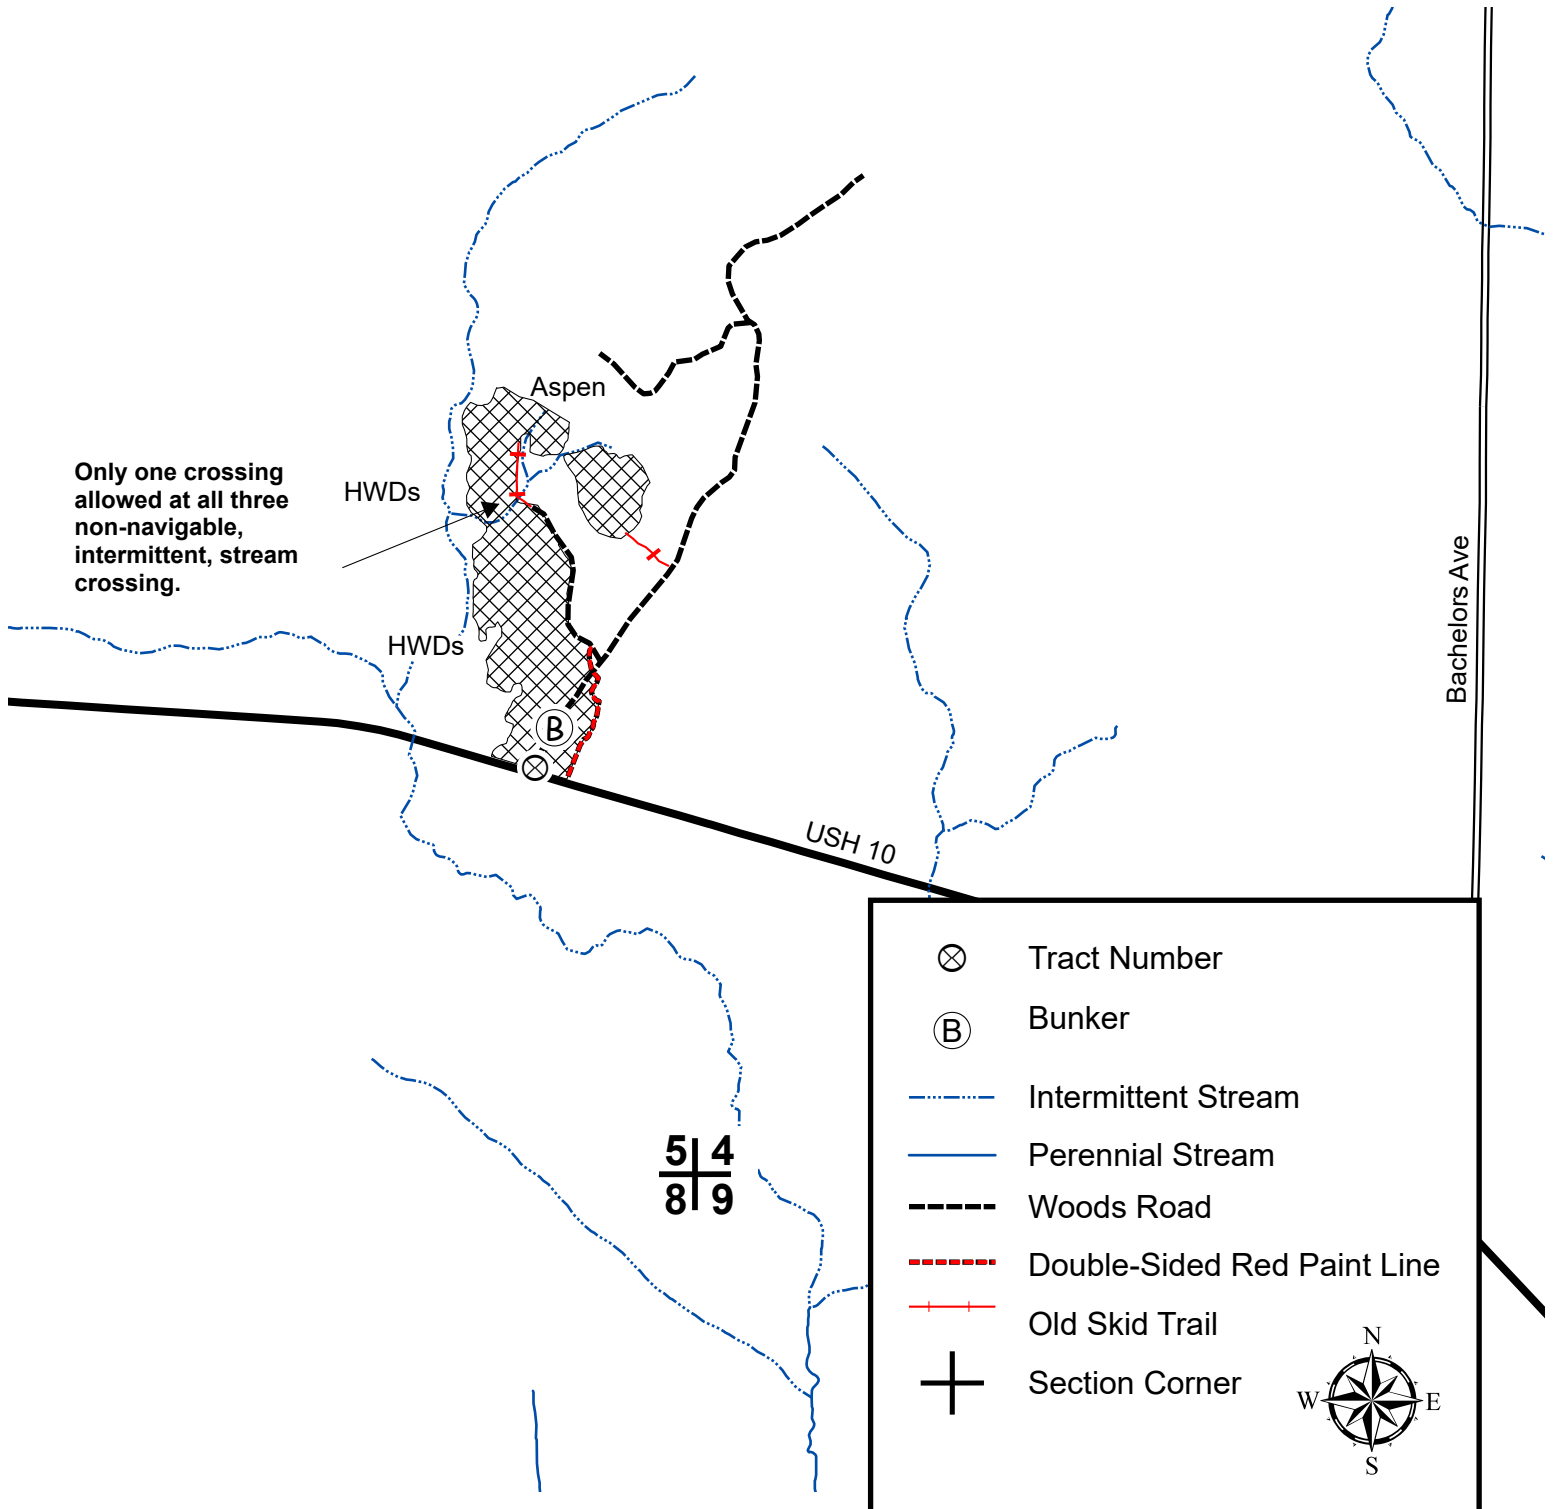 Aspen
Only one crossing
allowed at all three
non-navigable,
intermittent, stream
crossing.
HWDs
HWDs
Bachelors Ave
B
USH 10
5 4
8 9
Tract Number
B Bunker
Intermittent Stream
Perennial Stream
Woods Road
Double-Sided Red Paint Line
Old Skid Trail
Section Corner
N
W E
S